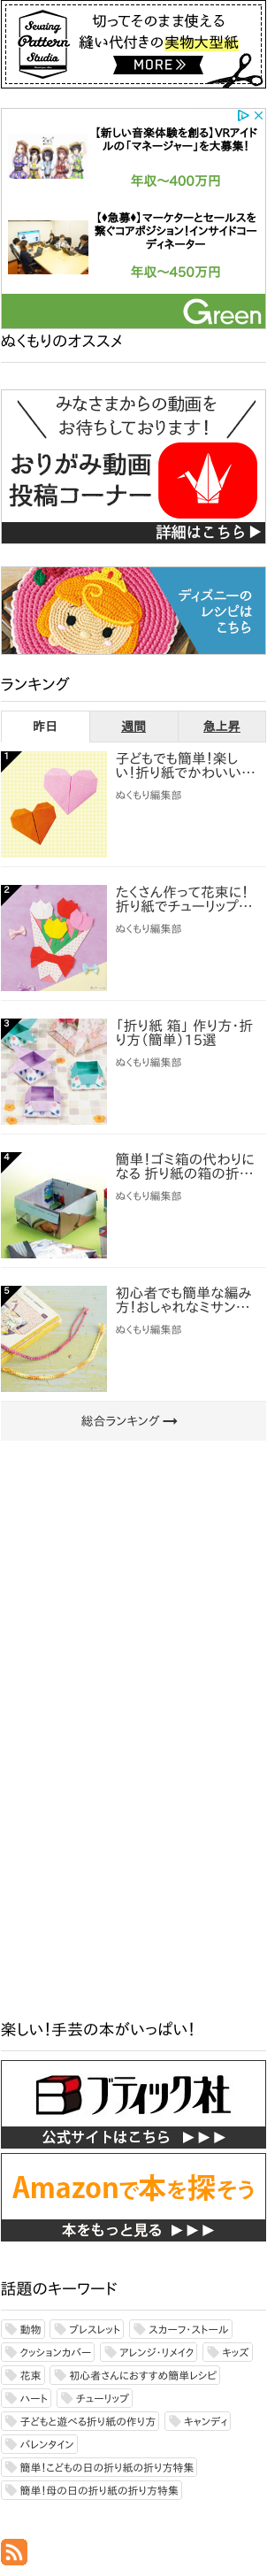 Sewing
Pattern
Studio
切ってそのまま使える
縫い代付きの実物大型紙
MORE
【新しい音楽体験を創る】VRアイド
ルの「マネージャー」を大募集！
年収〜400万円
【♦急募♦】マーケターとセールスを
繋ぐコアポジション！インサイドコー
ディネーター
年収〜450万円
Green
ぬくもりのオススメ
みなさまからの動画を
お待ちしております！
おりがみ動画
投稿コーナー
詳細はこちら▶
ディズニーの
レシピは
こちら
ランキング
昨日 週間 急上昇
1
子どもでも簡単！楽し
い！折り紙でかわいい…
ぬくもり編集部
2
たくさん作って花束に！
折り紙でチューリップ…
ぬくもり編集部
3
「折り紙 箱」 作り方・折
り方（簡単）15選
ぬくもり編集部
4
簡単！ゴミ箱の代わりに
なる 折り紙の箱の折…
ぬくもり編集部
5
初心者でも簡単な編み
方！おしゃれなミサン…
ぬくもり編集部
総合ランキング →
楽しい！手芸の本がいっぱい！
ブティック社
公式サイトはこちら ▶▶▶
Amazonで本を探そう
本をもっと見る ▶▶▶
話題のキーワード
動物 ブレスレット スカーフ・ストール
クッションカバー アレンジ・リメイク キッズ
花束 初心者さんにおすすめ簡単レシピ
ハート チューリップ
子どもと遊べる折り紙の作り方 キャンディ
バレンタイン
簡単！こどもの日の折り紙の折り方特集
簡単！母の日の折り紙の折り方特集